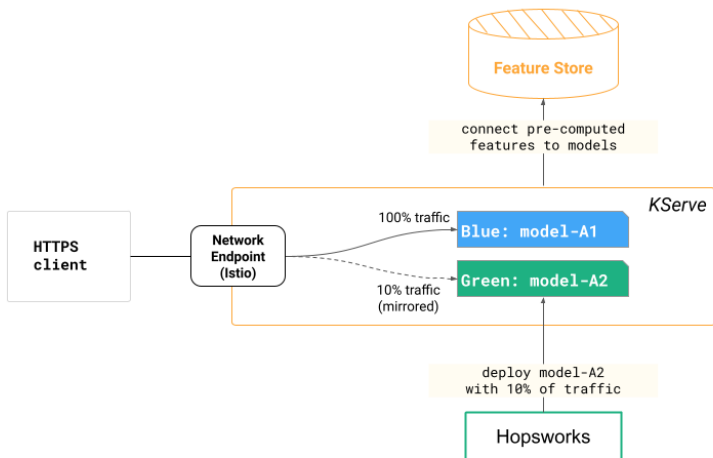 Feature Store
connect pre-computed
features to models
KServe
100% traffic
Blue: model-A1
HTTPS
client
Network
Endpoint
(Istio)
Green: model-A2
10% traffic
(mirrored)
deploy model-A2
with 10% of traffic
Hopsworks